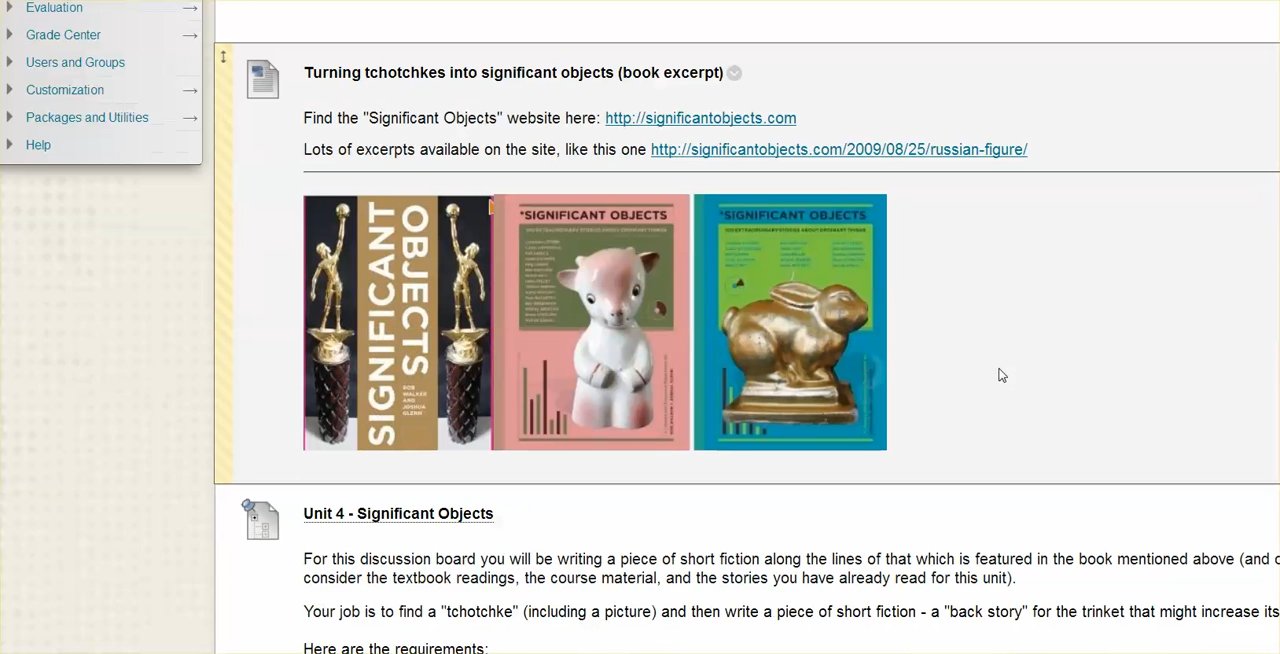 Evaluation
Grade Center
Users and Groups
Customization
Packages and Utilities
Help
Turning tchotchkes into significant objects (book excerpt)
Find the "Significant Objects" website here: http://significantobjects.com
Lots of excerpts available on the site, like this one http://significantobjects.com/2009/08/25/russian-figure/
SIGNIFICANT
OBJECTS
ROB
WALKER
AND
JOSHUA
GLENN
*SIGNIFICANT OBJECTS
*SIGNIFICANT OBJECTS
Unit 4 - Significant Objects
For this discussion board you will be writing a piece of short fiction along the lines of that which is featured in the book mentioned above (and
consider the textbook readings, the course material, and the stories you have already read for this unit).
Your job is to find a "tchotchke" (including a picture) and then write a piece of short fiction - a "back story" for the trinket that might increase its
Here are the requirements: